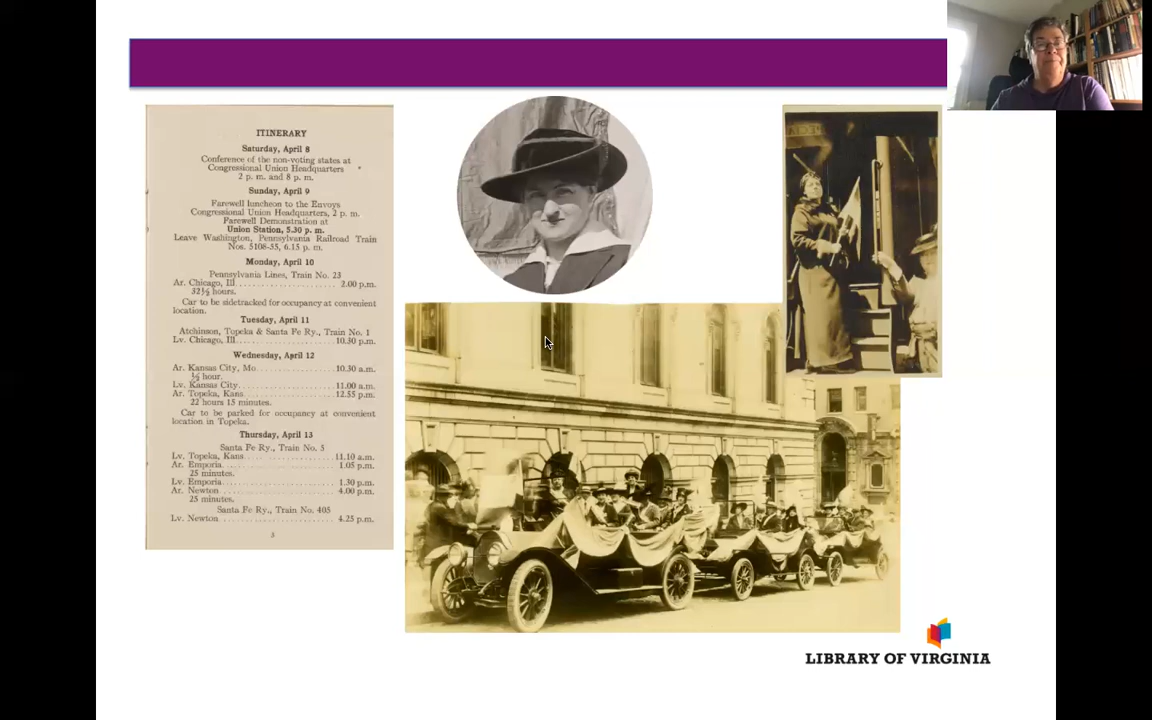 ITINERARY
Saturday, April 8
Conference of the non-voting states at
Congressional Union Headquarters
2 p. m. and 8 p. m.
Sunday, April 9
Farewell luncheon to the Envoys
Congressional Union Headquarters, 2 p. m.
Farewell Demonstration at
Union Station, 5.30 p. m.
Leave Washington, Pennsylvania Railroad Train
Nos. 5108-55, 6.15 p. m.
Monday, April 10
Pennsylvania Lines, Train No. 23
Ar. Chicago, Ill. 2.00 p.m.
32½ hours.
Car to be sidetracked for occupancy at convenient
location.
Tuesday, April 11
Atchinson, Topeka & Santa Fe Ry., Train No. 1
Lv. Chicago, Ill. 10.30 p.m.
Wednesday, April 12
Ar. Kansas City, Mo. 10.30 a.m.
½ hour.
Lv. Kansas City. 11.00 a.m.
Ar. Topeka, Kans. 12.55 p.m.
22 hours 15 minutes.
Car to be parked for occupancy at convenient
location in Topeka.
Thursday, April 13
Santa Fe Ry., Train No. 5
Lv. Topeka, Kans. 11.10 a.m.
Ar. Emporia. 1.05 p.m.
25 minutes.
Lv. Emporia. 1.30 p.m.
Ar. Newton. 4.00 p.m.
25 minutes.
Santa Fe Ry., Train No. 405
Lv. Newton 4.25 p.m.
3
LIBRARY OF VIRGINIA